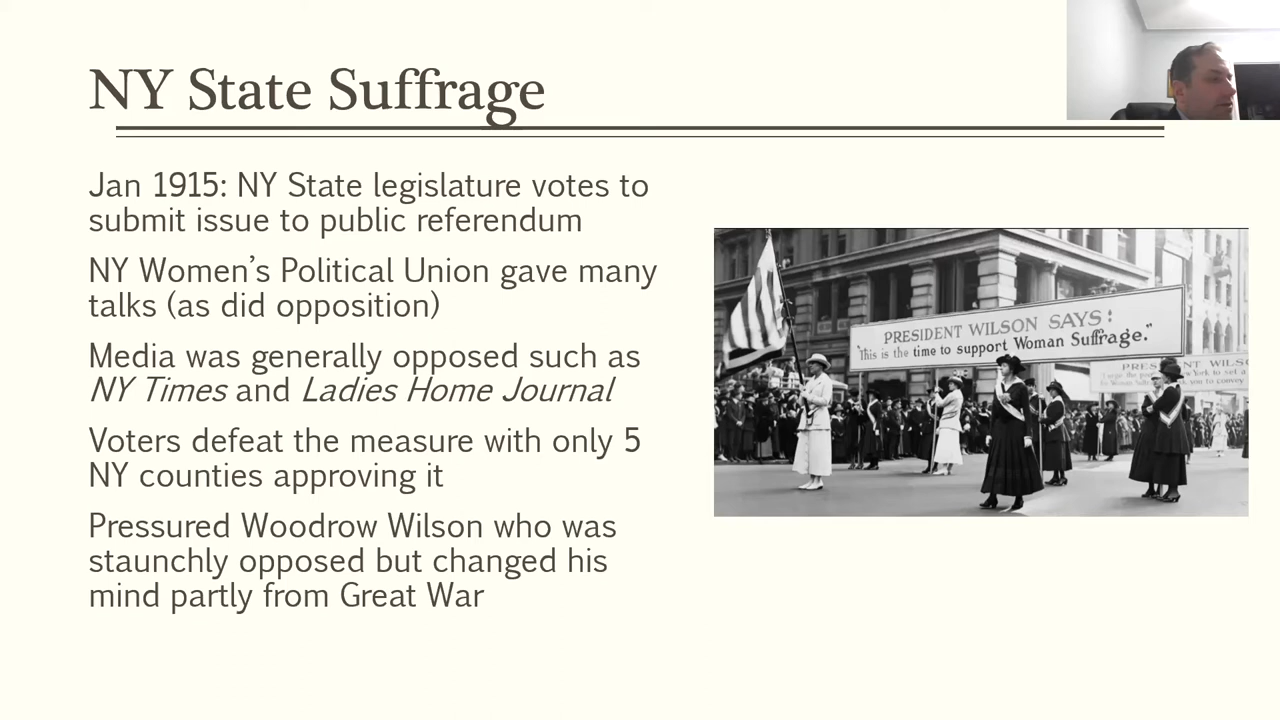 NY State Suffrage
Jan 1915: NY State legislature votes to
submit issue to public referendum
NY Women’s Political Union gave many
talks (as did opposition)
Media was generally opposed such as
NY Times and Ladies Home Journal
Voters defeat the measure with only 5
NY counties approving it
Pressured Woodrow Wilson who was
staunchly opposed but changed his
mind partly from Great War
PRESIDENT WILSON SAYS:
"This is the time to support Woman Suffrage."